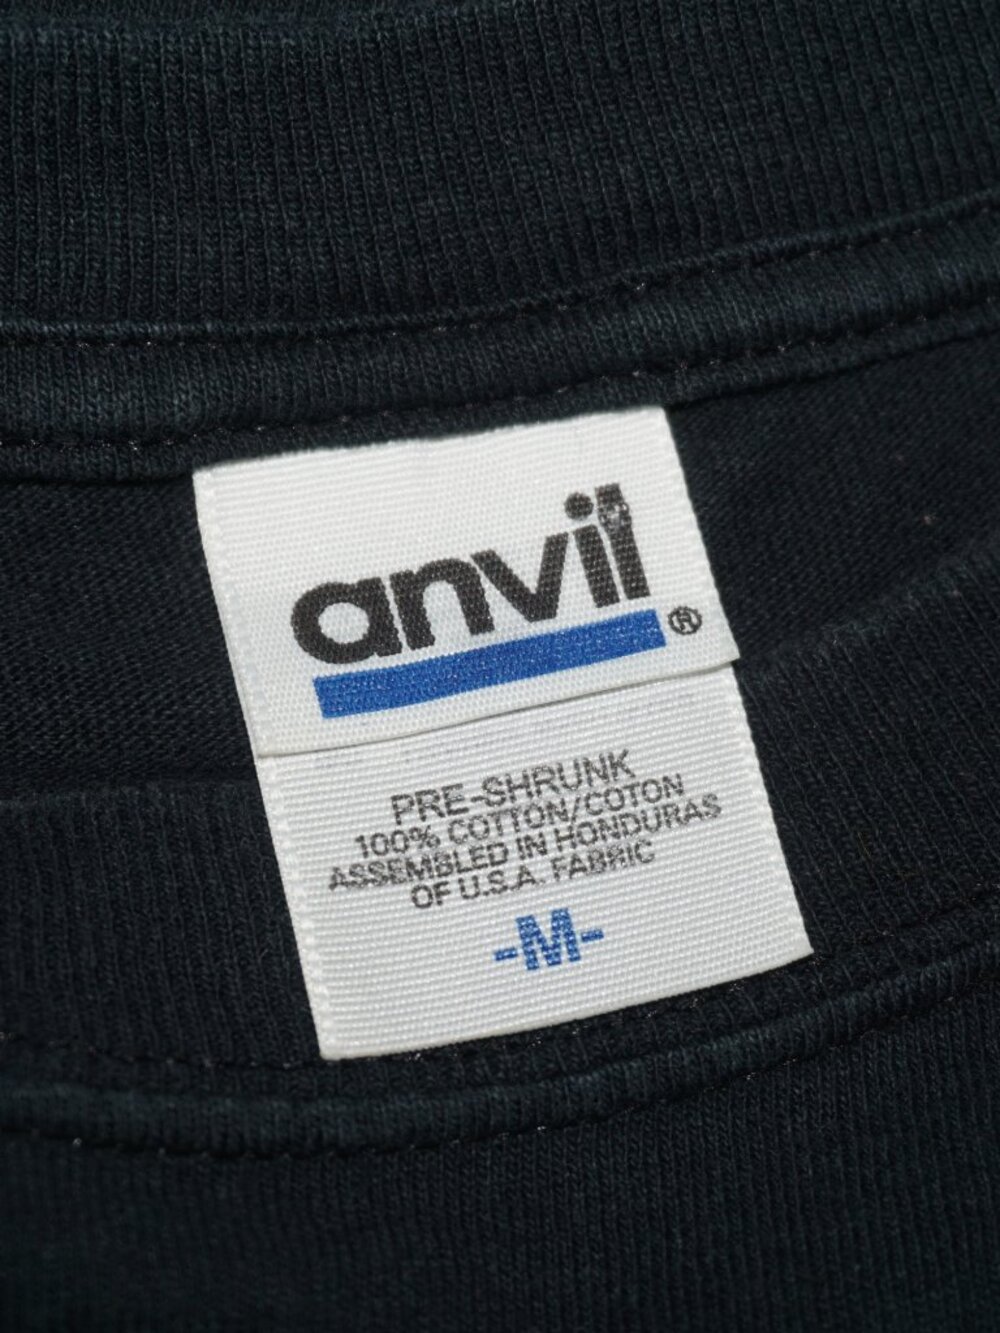 anvil®
PRE-SHRUNK
100% COTTON/COTON
ASSEMBLED IN HONDURAS
OF U.S.A. FABRIC
-M-